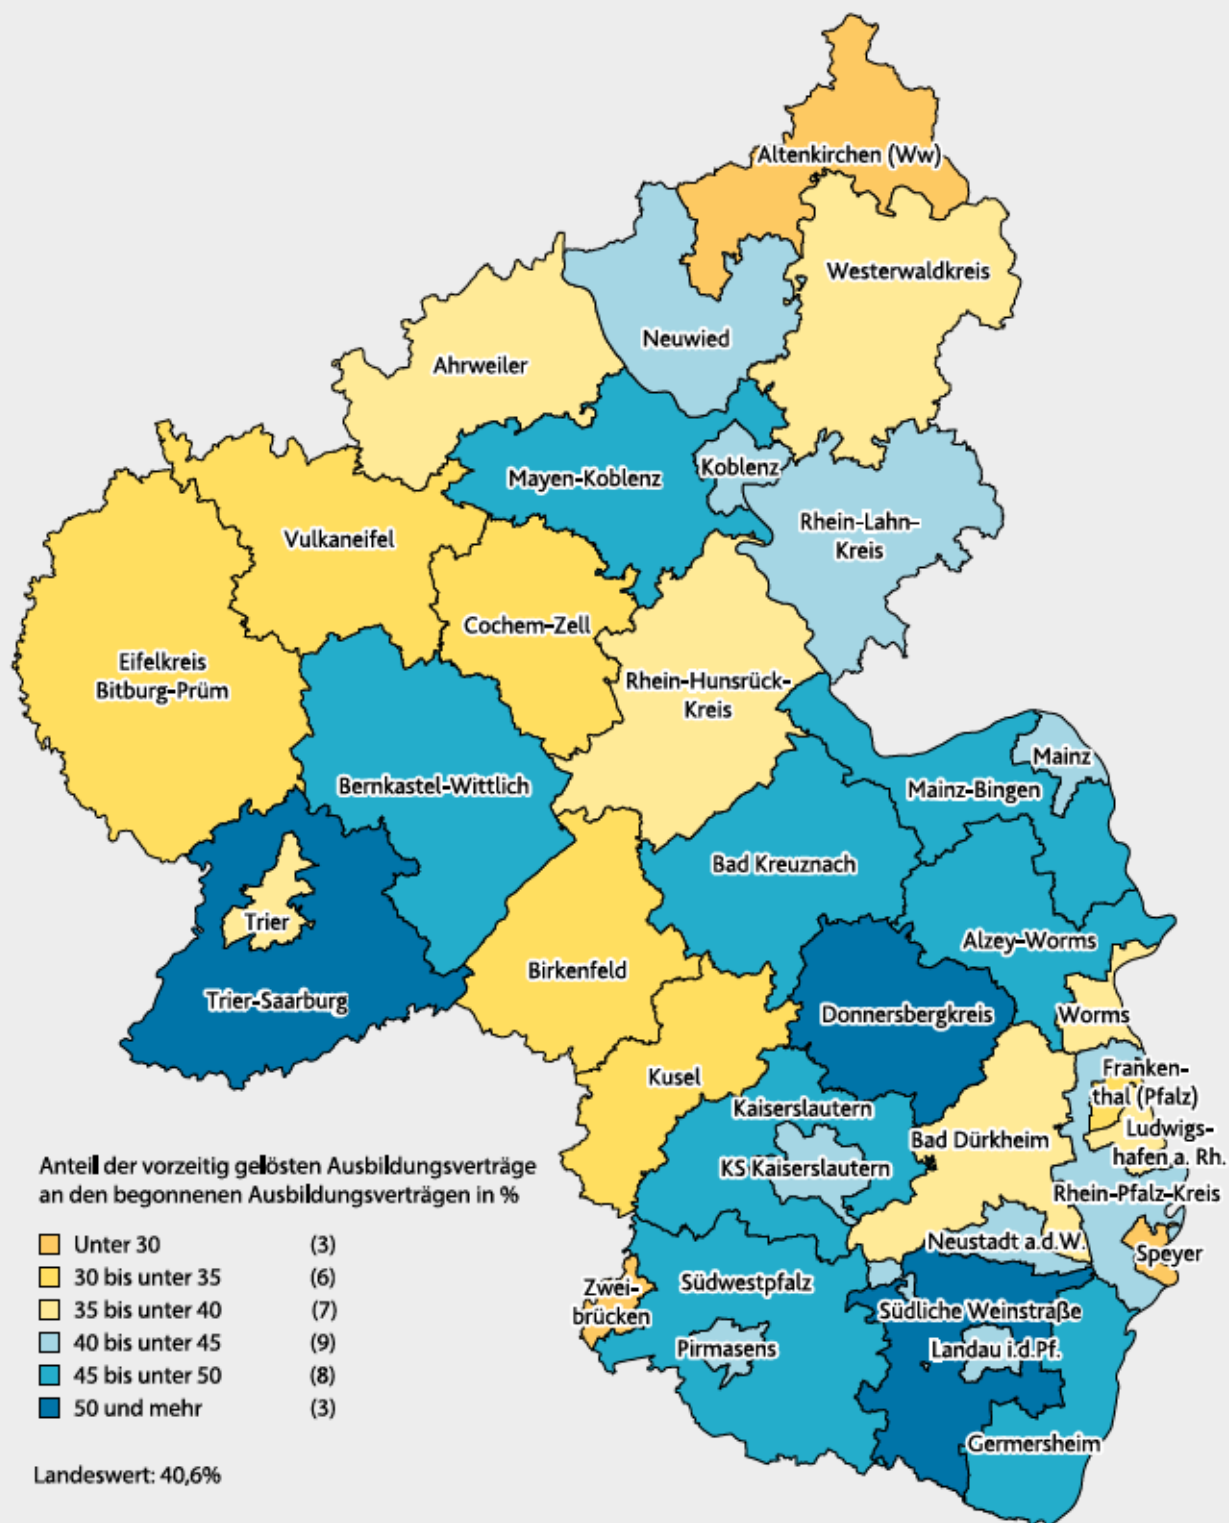 Altenkirchen (Ww)
Westerwaldkreis
Neuwied
Ahrweiler
Koblenz
Mayen-Koblenz
Rhein-Lahn-
Kreis
Vulkaneifel
Cochem-Zell
Eifelkreis
Bitburg-Prüm
Rhein-Hunsrück-
Kreis
Mainz
Bernkastel-Wittlich
Mainz-Bingen
Bad Kreuznach
Trier
Alzey-Worms
Birkenfeld
Trier-Saarburg
Donnersbergkreis
Worms
Kusel
Franken-
thal (Pfalz)
Kaiserslautern
Ludwigs-
hafen a. Rh.
Bad Dürkheim
KS Kaiserslautern
Rhein-Pfalz-Kreis
Neustadt a.d.W.
Speyer
Zwei-
brücken
Südwestpfalz
Südliche Weinstraße
Pirmasens
Landau i.d.Pf.
Germersheim
Anteil der vorzeitig gelösten Ausbildungsverträge
an den begonnenen Ausbildungsverträgen in %
Unter 30 (3)
30 bis unter 35 (6)
35 bis unter 40 (7)
40 bis unter 45 (9)
45 bis unter 50 (8)
50 und mehr (3)
Landeswert: 40,6%